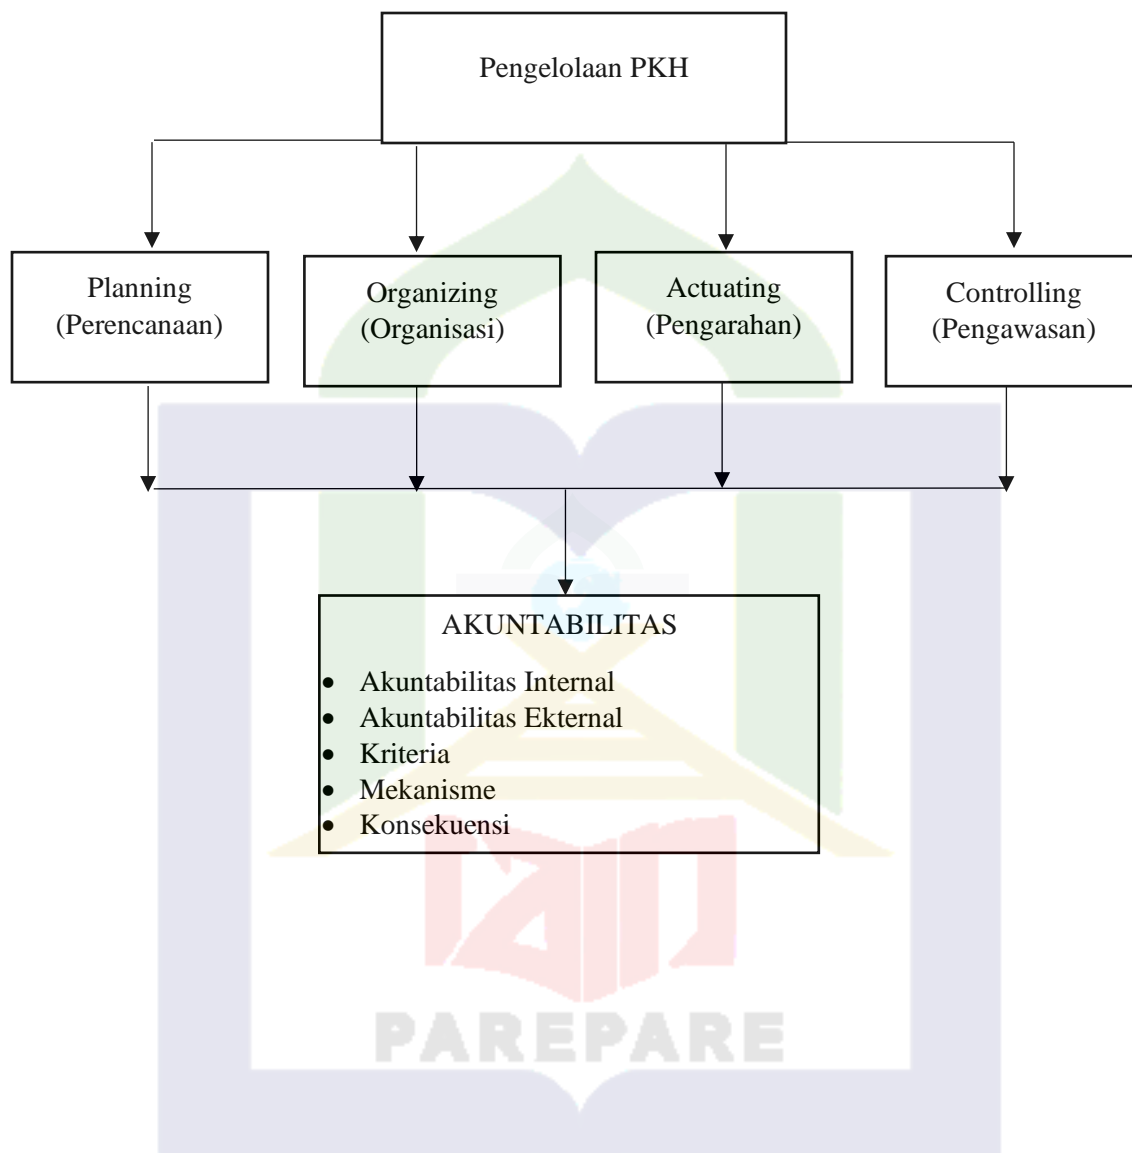 Pengelolaan PKH
Planning
(Perencanaan)
Organizing
(Organisasi)
Actuating
(Pengarahan)
Controlling
(Pengawasan)
AKUNTABILITAS
• Akuntabilitas Internal
• Akuntabilitas Ekternal
• Kriteria
• Mekanisme
• Konsekuensi
PAREPARE